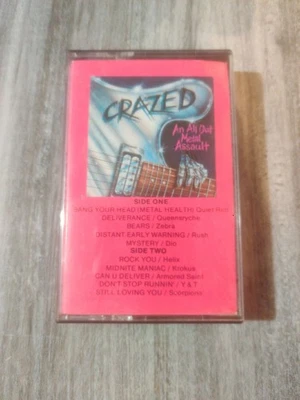 CRAZED
An All Out
Metal
Assault
SIDE ONE
BANG YOUR HEAD (METAL HEALTH) Quiet Riot
DELIVERANCE / Queensryche
BEARS / Zebra
DISTANT EARLY WARNING / Rush
MYSTERY / Dio
SIDE TWO
ROCK YOU / Helix
MIDNITE MANIAC / Krokus
CAN U DELIVER / Armored Saint
DON'T STOP RUNNIN' / Y & T
STILL LOVING YOU / Scorpions